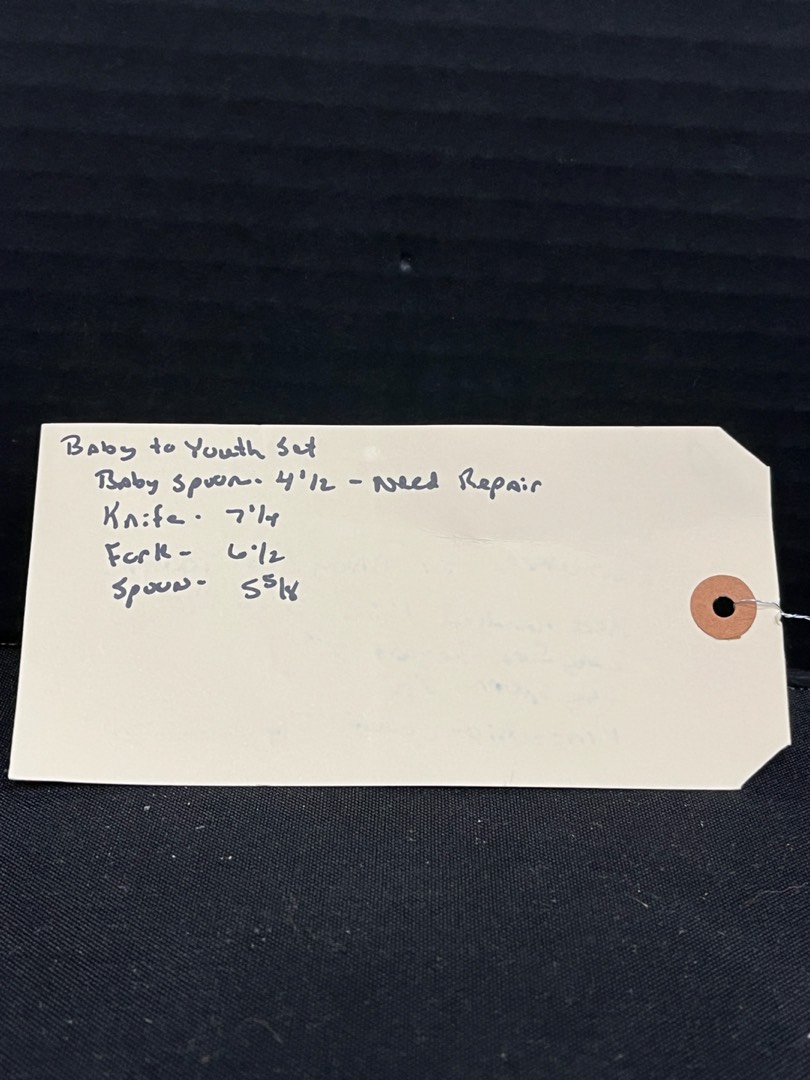 Baby to Youth Set
Baby Spoon - 4 1/2 - Need Repair
Knife - 7 1/4
Fork - 6 1/2
Spoon - 5 5/8